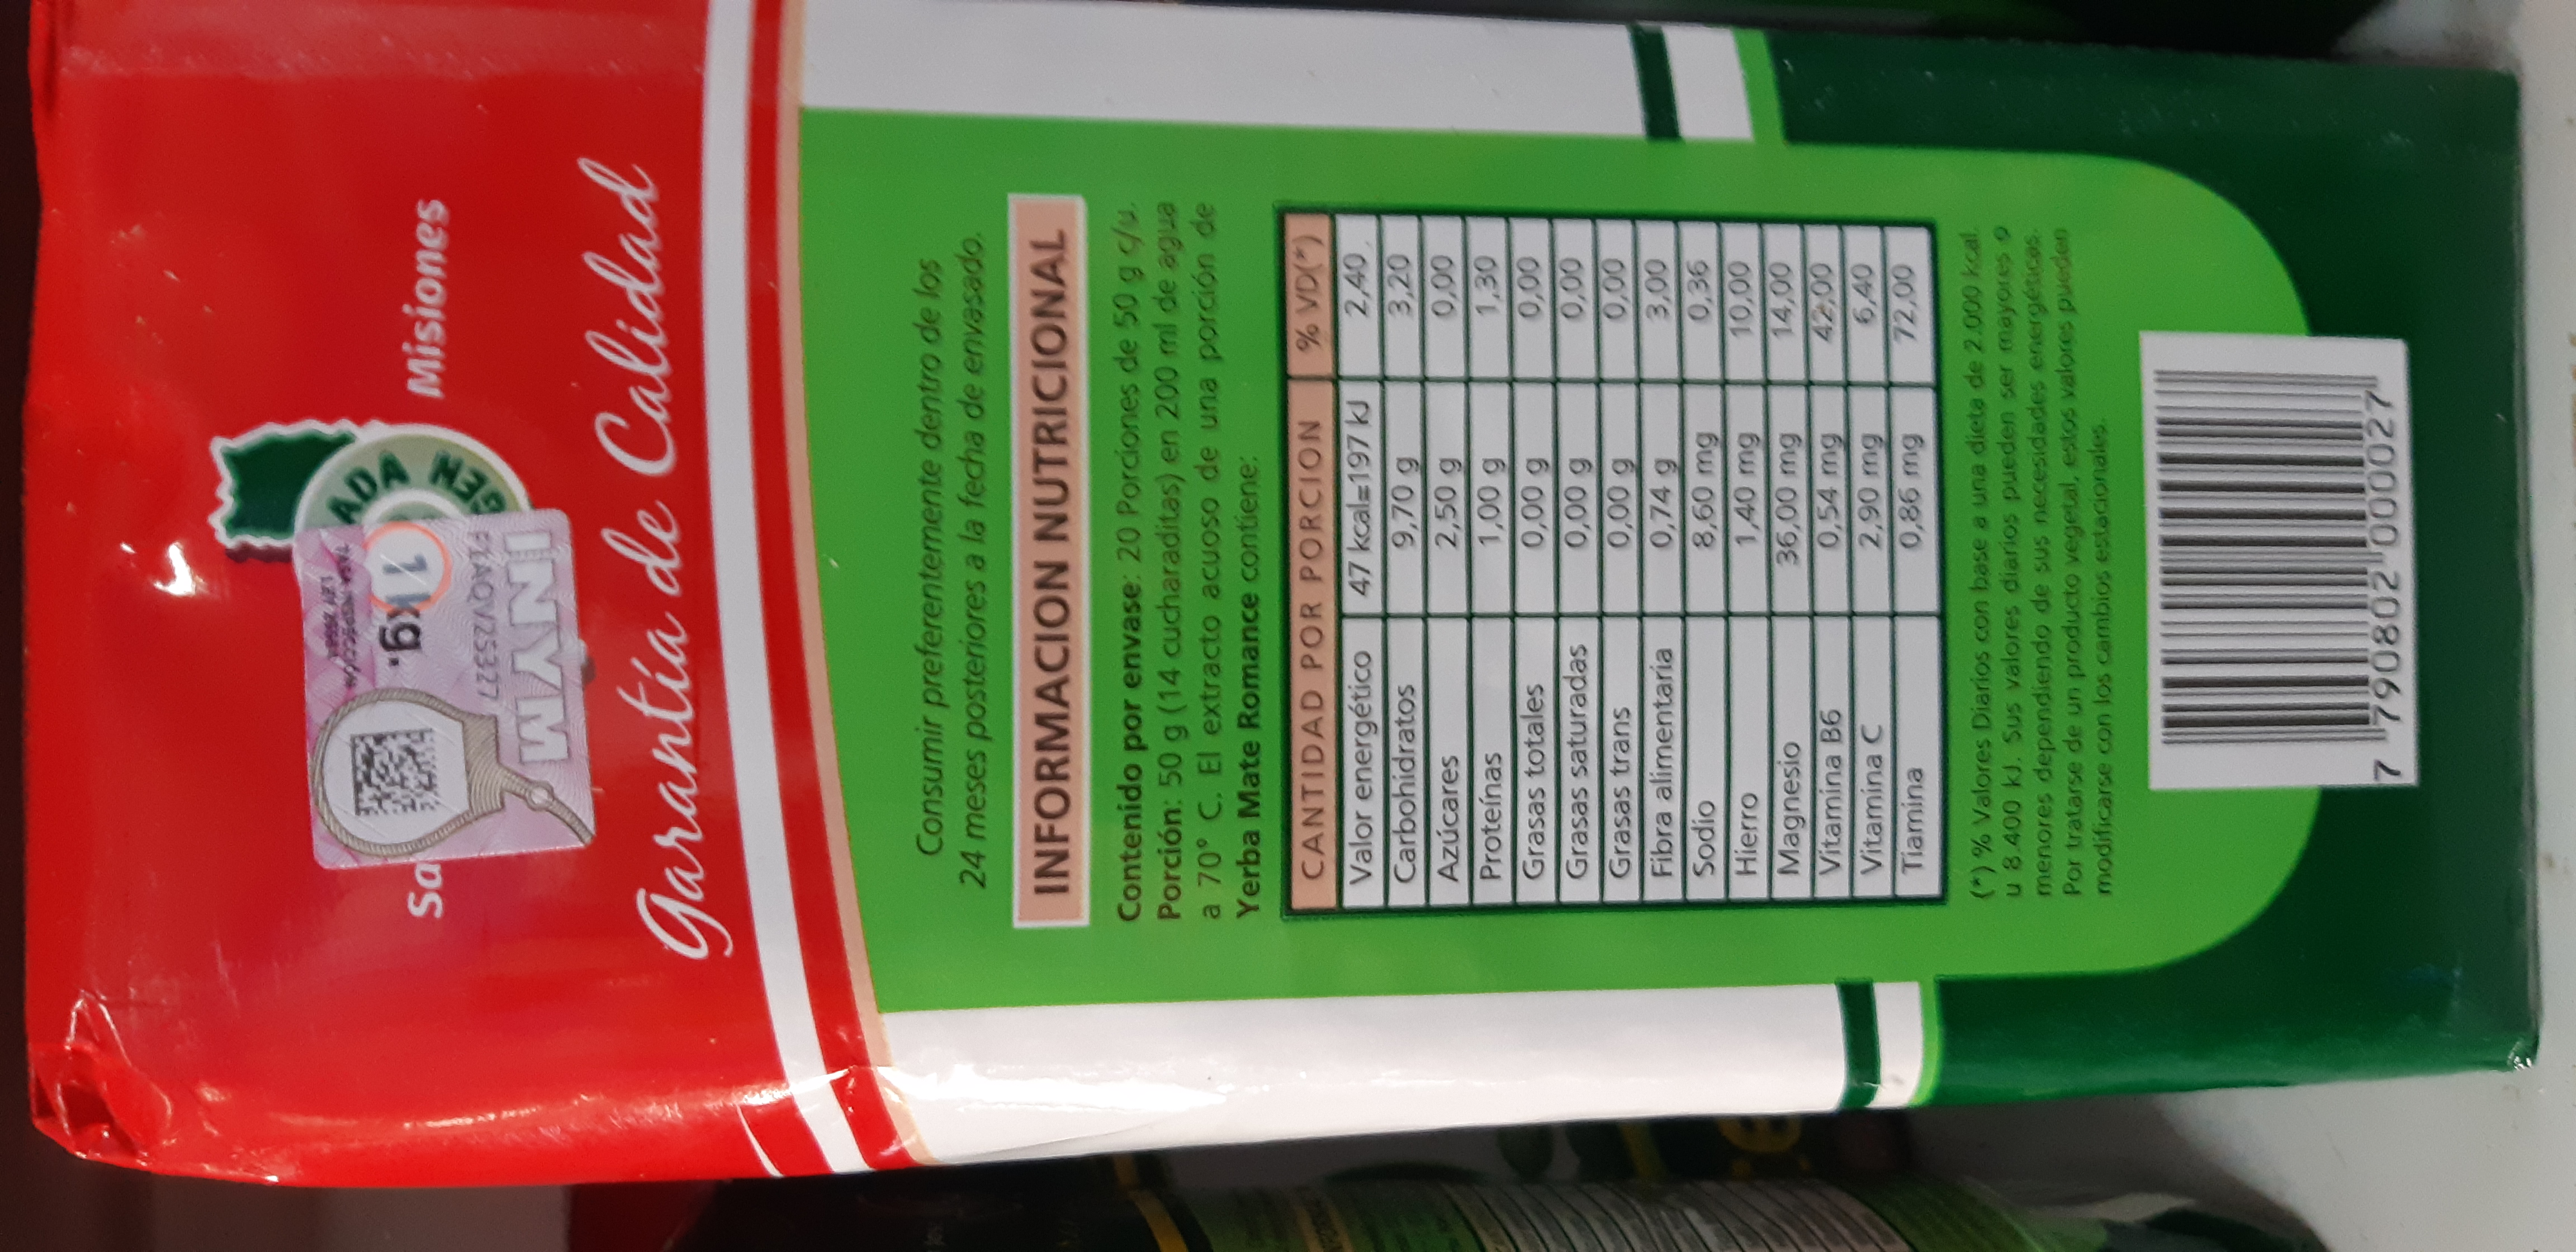 TASA INSPECCIÓN
1 kg.
INYM
ADA
GEN
Sa
Misiones
Garantía de Calidad
Consumir preferentemente dentro de los
24 meses posteriores a la fecha de envasado.
INFORMACION NUTRICIONAL
Contenido por envase: 20 Porciones de 50 g c/u.
Porción: 50 g (14 cucharaditas) en 200 ml de agua
a 70° C. El extracto acuoso de una porción de
Yerba Mate Romance contiene:
CANTIDAD POR PORCION % VD(*)
Valor energético 47 kcal=197 kJ 2,40
Carbohidratos 9,70 g 3,20
Azúcares 2,50 g 0,00
Proteínas 1,00 g 1,30
Grasas totales 0,00 g 0,00
Grasas saturadas 0,00 g 0,00
Grasas trans 0,00 g 0,00
Fibra alimentaria 0,74 g 3,00
Sodio 8,60 mg 0,36
Hierro 1,40 mg 10,00
Magnesio 36,00 mg 14,00
Vitamina B6 0,54 mg 42,00
Vitamina C 2,90 mg 6,40
Tiamina 0,86 mg 72,00
(*) % Valores Diarios con base a una dieta de 2.000 kcal.
u 8.400 kJ. Sus valores diarios pueden ser mayores o
menores dependiendo de sus necesidades energéticas.
Por tratarse de un producto vegetal, estos valores pueden
modificarse con los cambios estacionales.
7 790802 000027